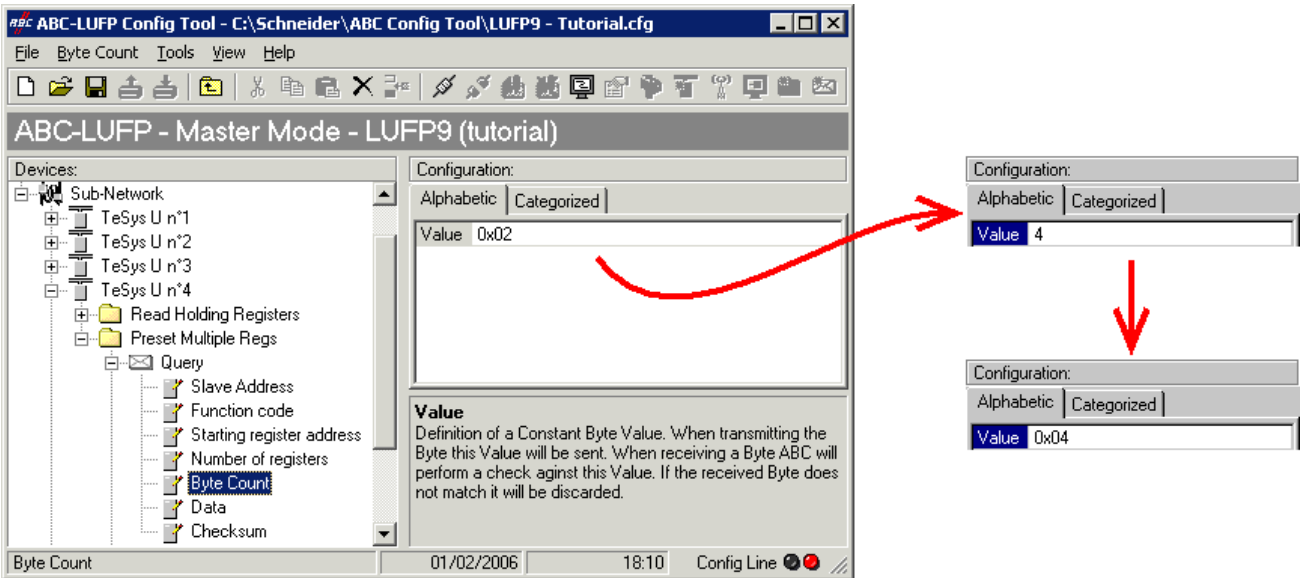 ABC ABC-LUFP Config Tool - C:\Schneider\ABC Config Tool\LUFP9 - Tutorial.cfg
File Byte Count Tools View Help
ABC-LUFP - Master Mode - LUFP9 (tutorial)
Devices:
Sub-Network
TeSys U n°1
TeSys U n°2
TeSys U n°3
TeSys U n°4
Read Holding Registers
Preset Multiple Regs
Query
Slave Address
Function code
Starting register address
Number of registers
Byte Count
Data
Checksum
Configuration:
Alphabetic Categorized
Value 0x02
Value
Definition of a Constant Byte Value. When transmitting the
Byte this Value will be sent. When receiving a Byte ABC will
perform a check aginst this Value. If the received Byte does
not match it will be discarded.
Byte Count 01/02/2006 18:10 Config Line
Configuration:
Alphabetic Categorized
Value 4
Configuration:
Alphabetic Categorized
Value 0x04